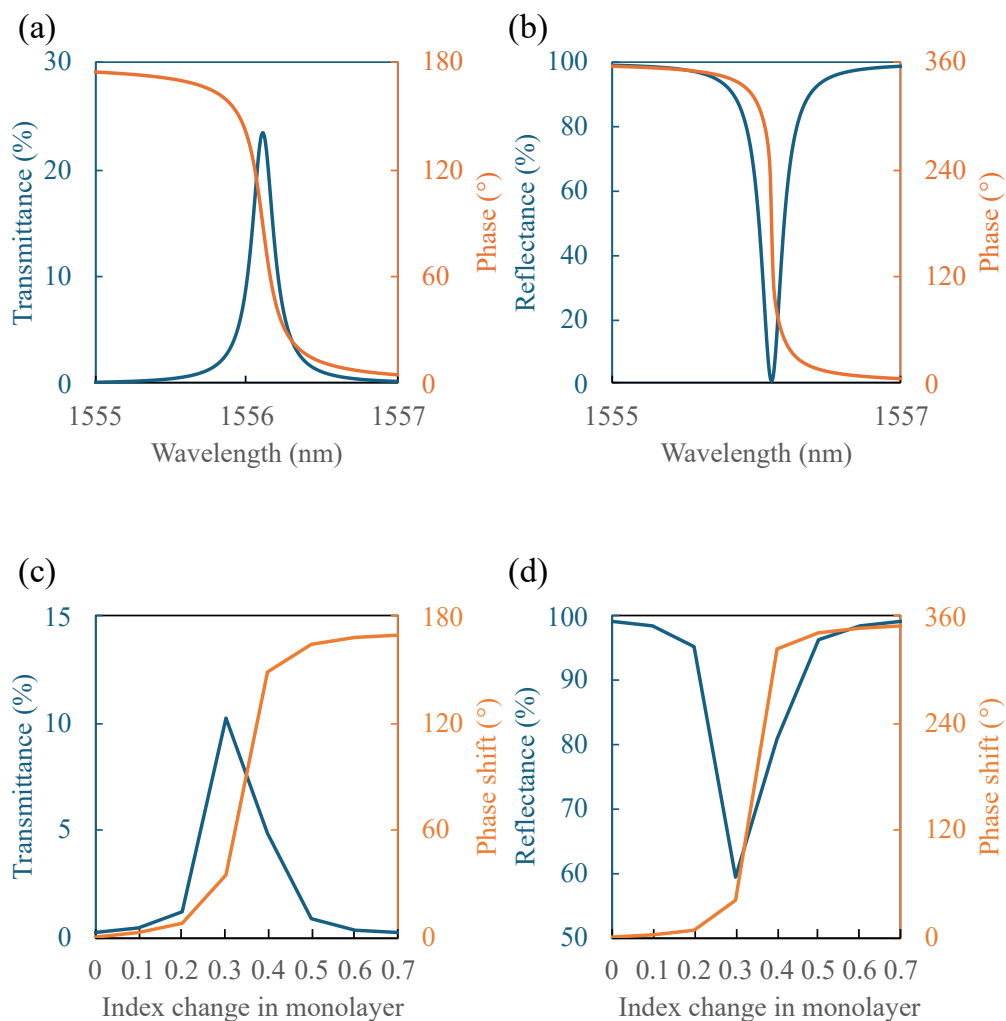 (a)
30
20
10
0
Transmittance (%)
180
120
60
0
Phase (°)
1555
1556
1557
Wavelength (nm)
(b)
100
80
60
40
20
0
Reflectance (%)
360
240
120
0
Phase (°)
1555
1557
Wavelength (nm)
(c)
15
10
5
0
Transmittance (%)
180
120
60
0
Phase shift (°)
0 0.1 0.2 0.3 0.4 0.5 0.6 0.7
Index change in monolayer
(d)
100
90
80
70
60
50
Reflectance (%)
360
240
120
0
Phase shift (°)
0 0.1 0.2 0.3 0.4 0.5 0.6 0.7
Index change in monolayer